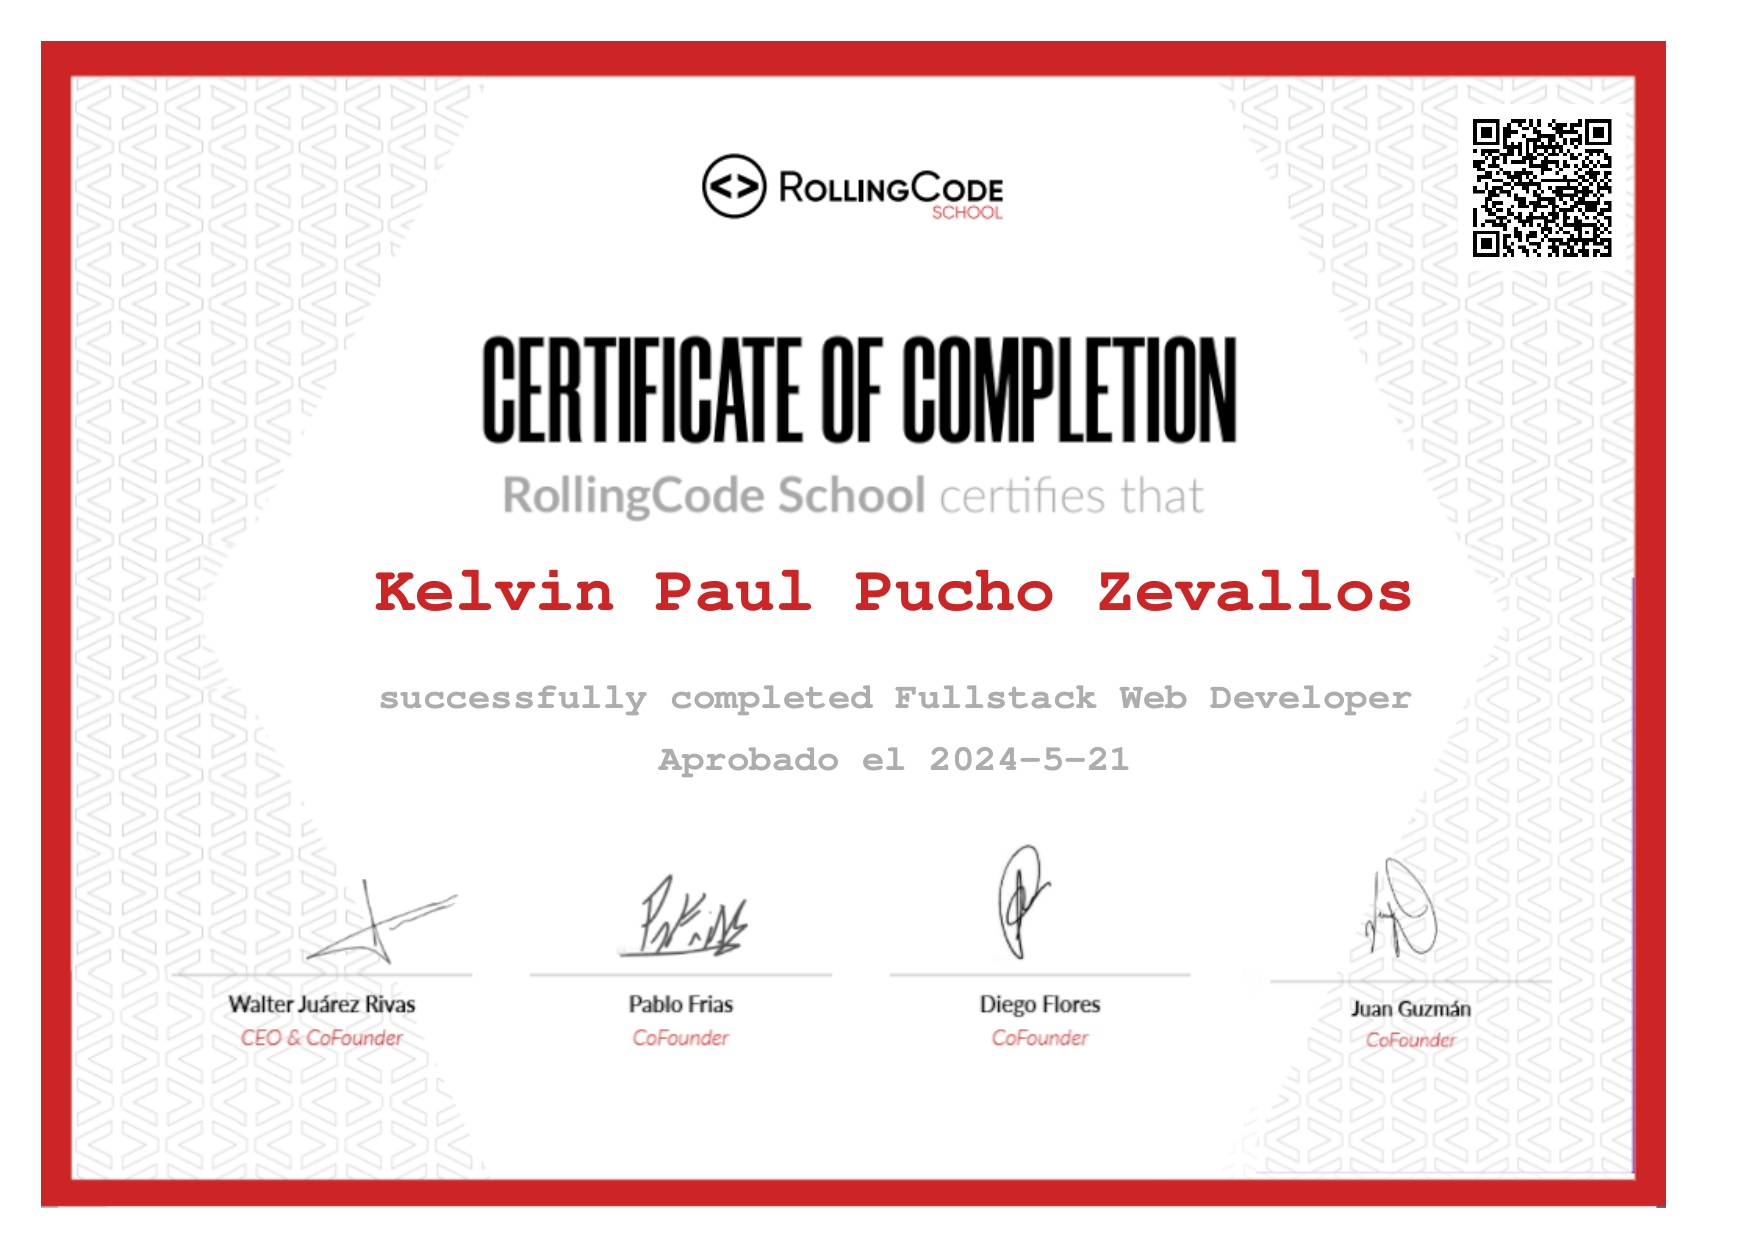 <> ROLLINGCODE
SCHOOL
CERTIFICATE OF COMPLETION
RollingCode School certifies that
Kelvin Paul Pucho Zevallos
successfully completed Fullstack Web Developer
Aprobado el 2024-5-21
Walter Juárez Rivas
CEO & CoFounder
Pablo Frias
CoFounder
Diego Flores
CoFounder
Juan Guzmán
CoFounder